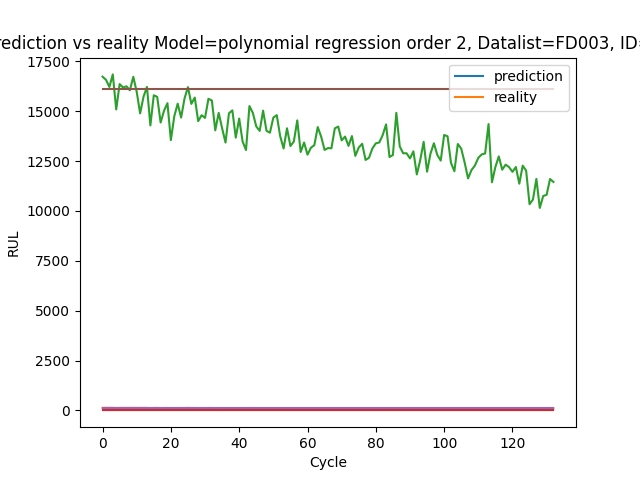 rediction vs reality Model=polynomial regression order 2, Datalist=FD003, ID=
17500
15000
12500
10000
7500
5000
2500
0
RUL
prediction
reality
0 20 40 60 80 100 120
Cycle